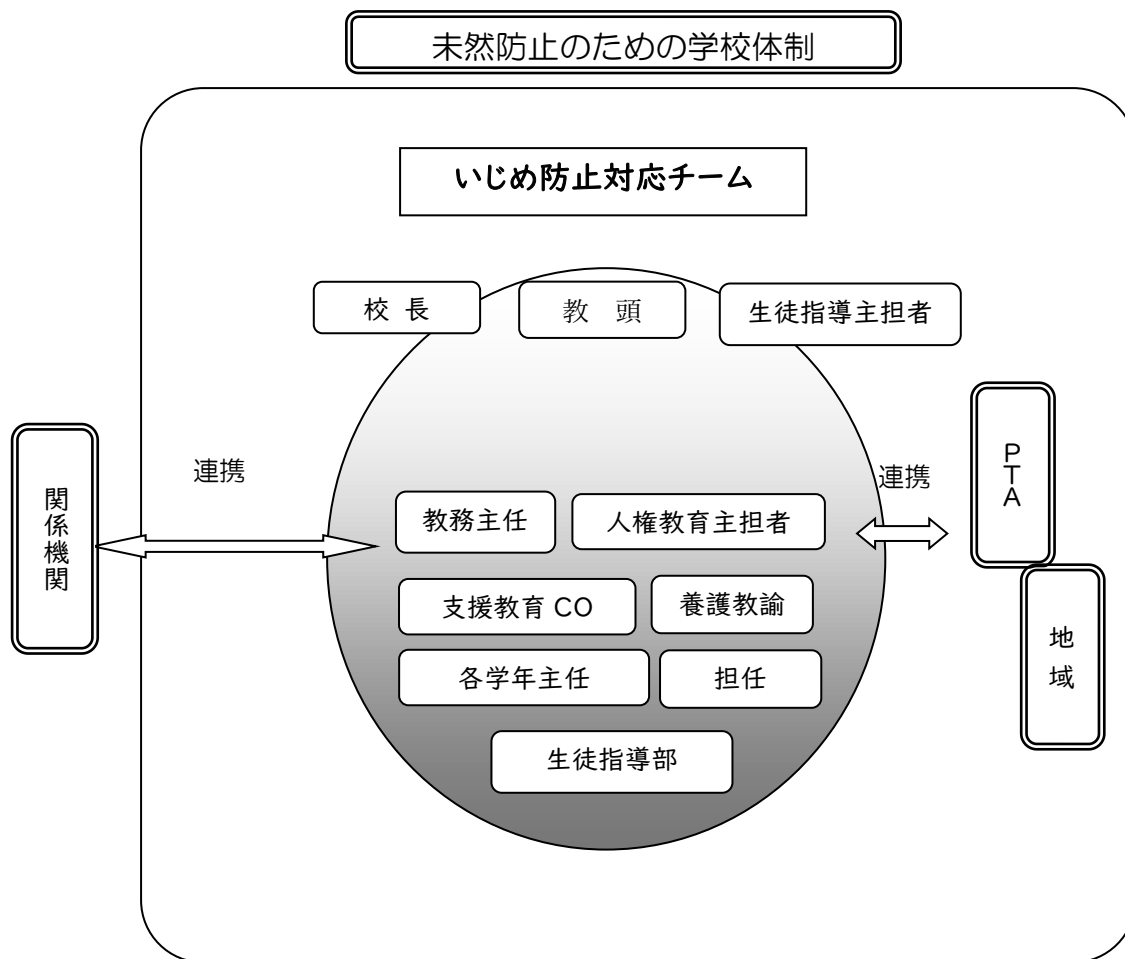 未然防止のための学校体制
いじめ防止対応チーム
校 長
教　頭
生徒指導主担者
連携
関係機関
連携
PTA
教務主任
人権教育主担者
支援教育 CO
養護教諭
地域
各学年主任
担任
生徒指導部